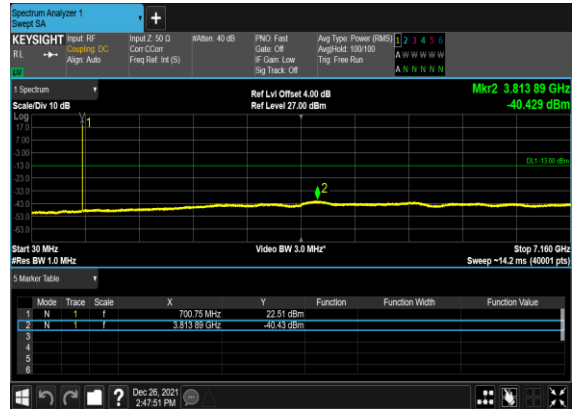 Spectrum Analyzer 1
Swept SA
+
KEYSIGHT Input: RF Input Z: 50 Ω #Atten: 40 dB PNO: Fast Avg Type: Power (RMS) 1 2 3 4 5 6
RL Coupling: DC Corr CCorr Gate: Off Avg|Hold: 100/100 A W W W W W
Align: Auto Freq Ref: Int (S) IF Gain: Low Trig: Free Run
Sig Track: Off A N N N N N
1 Spectrum Ref Lvl Offset 4.00 dB Mkr2 3.813 89 GHz
Scale/Div 10 dB Ref Level 27.00 dBm -40.429 dBm
Log
17.0
7.00
-3.00
-13.0
-23.0
-33.0
-43.0
-53.0
-63.0
1
2
DL1 -13.00 dBm
Start 30 MHz Video BW 3.0 MHz* Stop 7.160 GHz
#Res BW 1.0 MHz Sweep ~14.2 ms (40001 pts)
5 Marker Table
Mode Trace Scale X Y Function Function Width Function Value
1 N 1 f 700.75 MHz 22.51 dBm
2 N 1 f 3.813 89 GHz -40.43 dBm
3
4
5
6
? Dec 26, 2021
2:47:51 PM